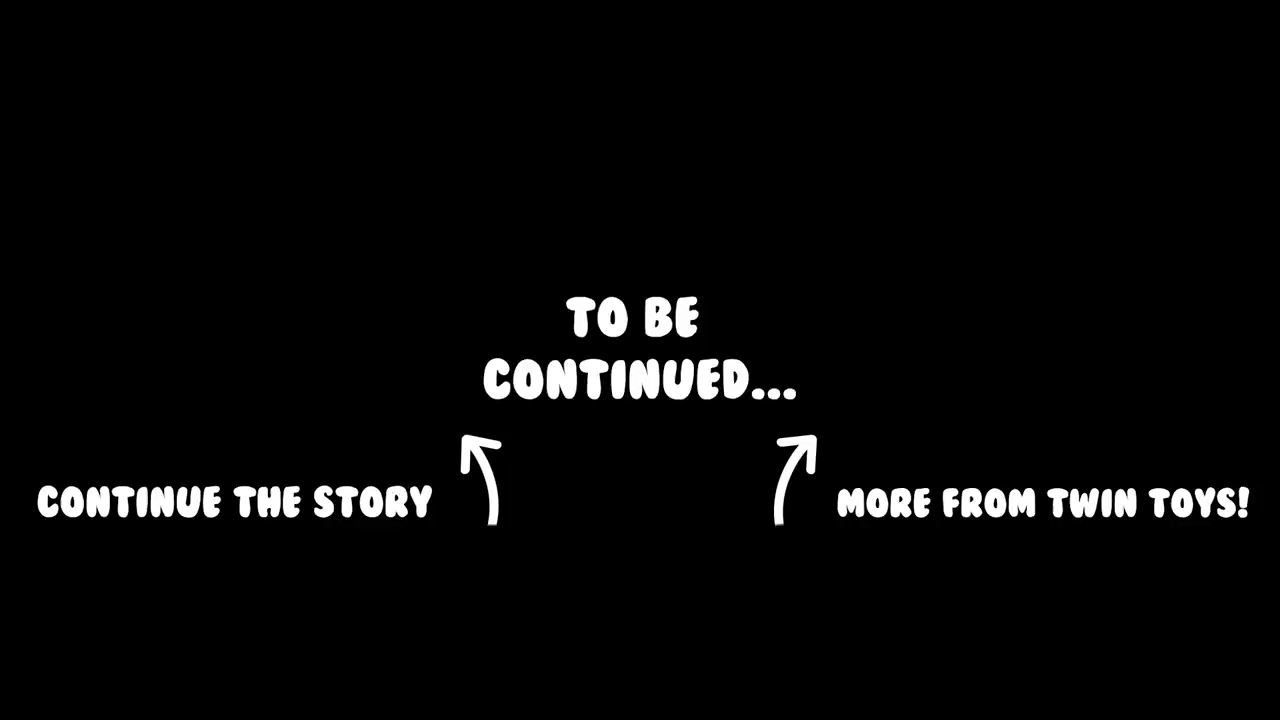 TO BE
CONTINUED...
CONTINUE THE STORY
MORE FROM TWIN TOYS!